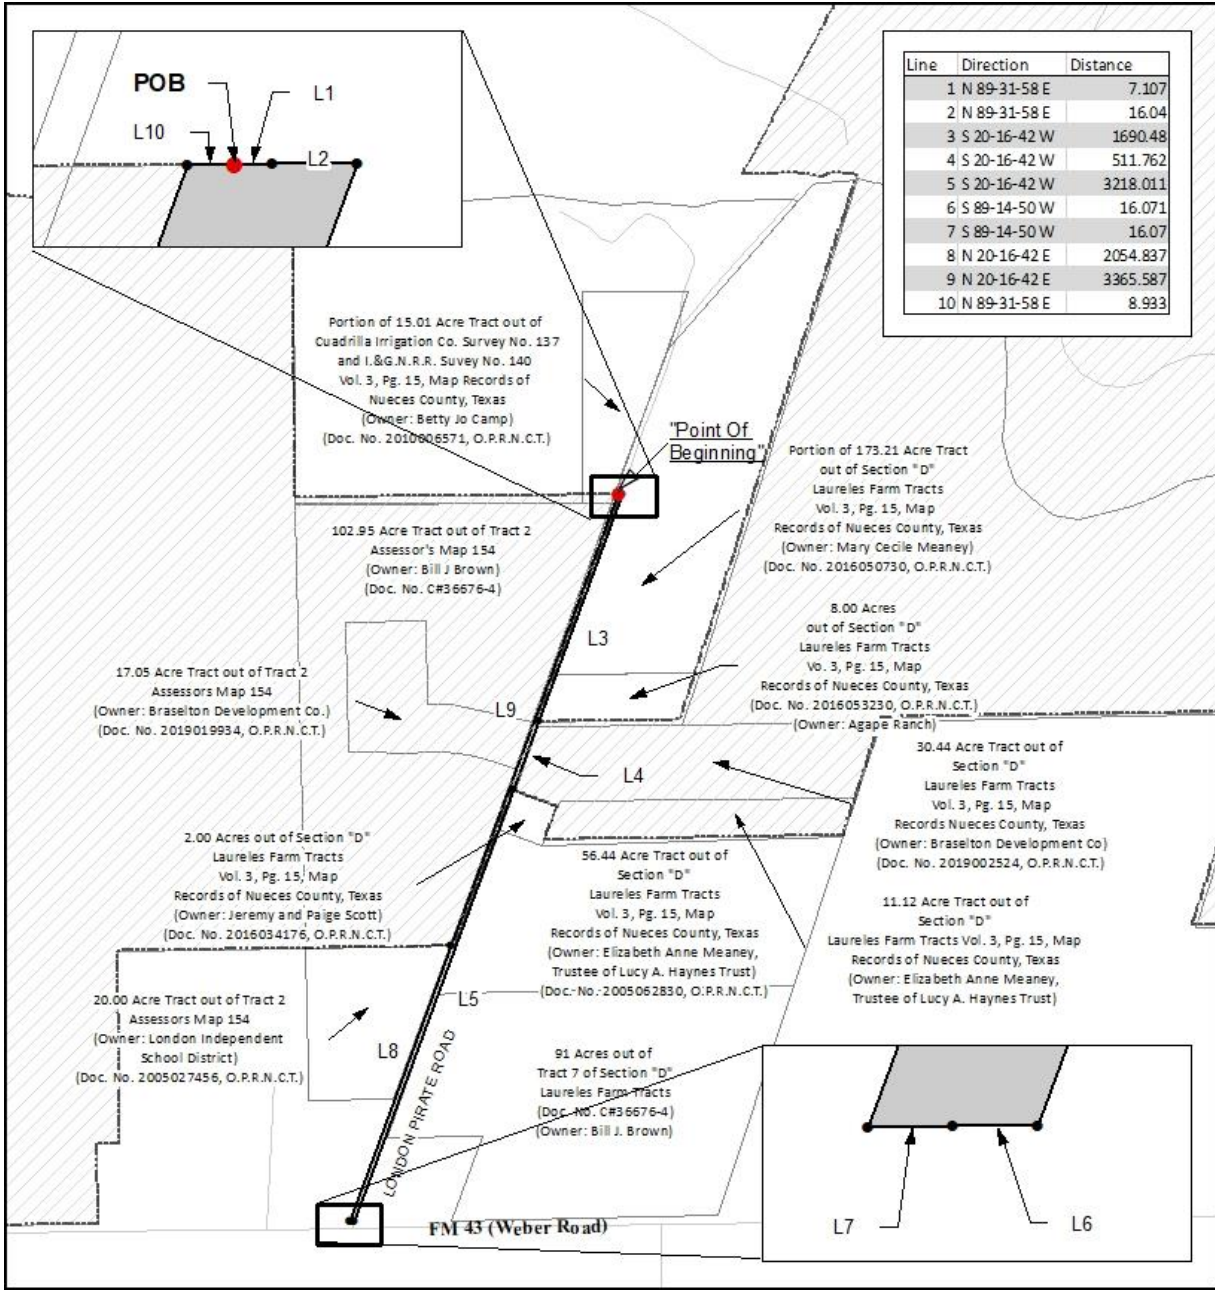 POB
L1
L10
L2
Line Direction Distance
1 N 89-31-58 E 7.107
2 N 89-31-58 E 16.04
3 S 20-16-42 W 1690.48
4 S 20-16-42 W 511.762
5 S 20-16-42 W 3218.011
6 S 89-14-50 W 16.071
7 S 89-14-50 W 16.07
8 N 20-16-42 E 2054.837
9 N 20-16-42 E 3365.587
10 N 89-31-58 E 8.933
Portion of 15.01 Acre Tract out of
Cuadrilla Irrigation Co. Survey No. 137
and I.&G.N.R.R. Suvey No. 140
Vol. 3, Pg. 15, Map Records of
Nueces County, Texas
(Owner: Betty Jo Camp)
(Doc. No. 2010006571, O.P.R.N.C.T.)
"Point Of
Beginning"
Portion of 173.21 Acre Tract
out of Section "D"
Laureles Farm Tracts
Vol. 3, Pg. 15, Map
Records of Nueces County, Texas
(Owner: Mary Cecile Meaney)
(Doc. No. 2016050730, O.P.R.N.C.T.)
102.95 Acre Tract out of Tract 2
Assessor's Map 154
(Owner: Bill J Brown)
(Doc. No. C#36676-4)
L3
8.00 Acres
out of Section "D"
Laureles Farm Tracts
Vo. 3, Pg. 15, Map
Records of Nueces County, Texas
(Doc. No. 2016053230, O.P.R.N.C.T.)
(Owner: Agape Ranch)
17.05 Acre Tract out of Tract 2
Assessors Map 154
(Owner: Braselton Development Co.)
(Doc. No. 2019019934, O.P.R.N.C.T.)
L9
L4
30.44 Acre Tract out of
Section "D"
Laureles Farm Tracts
Vol. 3, Pg. 15, Map
Records Nueces County, Texas
(Owner: Braselton Development Co)
(Doc. No. 2019002524, O.P.R.N.C.T.)
2.00 Acres out of Section "D"
Laureles Farm Tracts
Vol. 3, Pg. 15, Map
Records of Nueces County, Texas
(Owner: Jeremy and Paige Scott)
(Doc. No. 2016034176, O.P.R.N.C.T.)
56.44 Acre Tract out of
Section "D"
Laureles Farm Tracts
Vol. 3, Pg. 15, Map
Records of Nueces County, Texas
(Owner: Elizabeth Anne Meaney,
Trustee of Lucy A. Haynes Trust)
(Doc. No. 2005062830, O.P.R.N.C.T.)
11.12 Acre Tract out of
Section "D"
Laureles Farm Tracts Vol. 3, Pg. 15, Map
Records of Nueces County, Texas
(Owner: Elizabeth Anne Meaney,
Trustee of Lucy A. Haynes Trust)
20.00 Acre Tract out of Tract 2
Assessors Map 154
(Owner: London Independent
School District)
(Doc. No. 2005027456, O.P.R.N.C.T.)
L5
L8
LONDON PIRATE ROAD
91 Acres out of
Tract 7 of Section "D"
Laureles Farm Tracts
(Doc. No. C#36676-4)
(Owner: Bill J. Brown)
FM 43 (Weber Road)
L7
L6